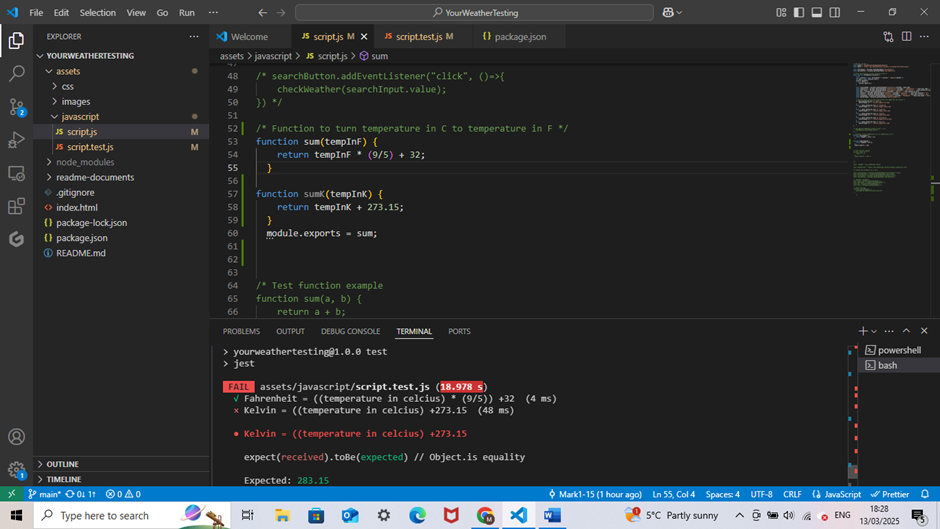 File Edit Selection View Go Run ··· ← → YourWeatherTesting
EXPLORER ···
YOURWEATHERTESTING
assets
css
images
javascript
JS script.js M
JS script.test.js M
node_modules
readme-documents
.gitignore
<> index.html
{} package-lock.json
{} package.json
README.md
OUTLINE
TIMELINE
2
1
Welcome JS script.js M × JS script.test.js M {} package.json ···
assets > javascript > JS script.js > sum
48 /* searchButton.addEventListener("click", ()=>{
49 checkWeather(searchInput.value);
50 }) */
51
52 /* Function to turn temperature in C to temperature in F */
53 function sum(tempInF) {
54 return tempInF * (9/5) + 32;
55 }
56
57 function sumK(tempInK) {
58 return tempInK + 273.15;
59 }
60 module.exports = sum;
61
62
63
64 /* Test function example
65 function sum(a, b) {
66 return a + b;
PROBLEMS OUTPUT DEBUG CONSOLE TERMINAL PORTS
powershell
bash
> yourweathertesting@1.0.0 test
> jest
FAIL assets/javascript/script.test.js (18.978 s)
√ Fahrenheit = ((temperature in celcius) * (9/5)) +32 (4 ms)
× Kelvin = ((temperature in celcius) +273.15 (48 ms)
● Kelvin = ((temperature in celcius) +273.15
expect(received).toBe(expected) // Object.is equality
Expected: 283.15
main* 0↓ 1↑ 0 0 Mark1-15 (1 hour ago) Ln 55, Col 4 Spaces: 4 UTF-8 CRLF {} JavaScript Prettier
Type here to search 5°C Partly sunny ENG 18:28
13/03/2025 5